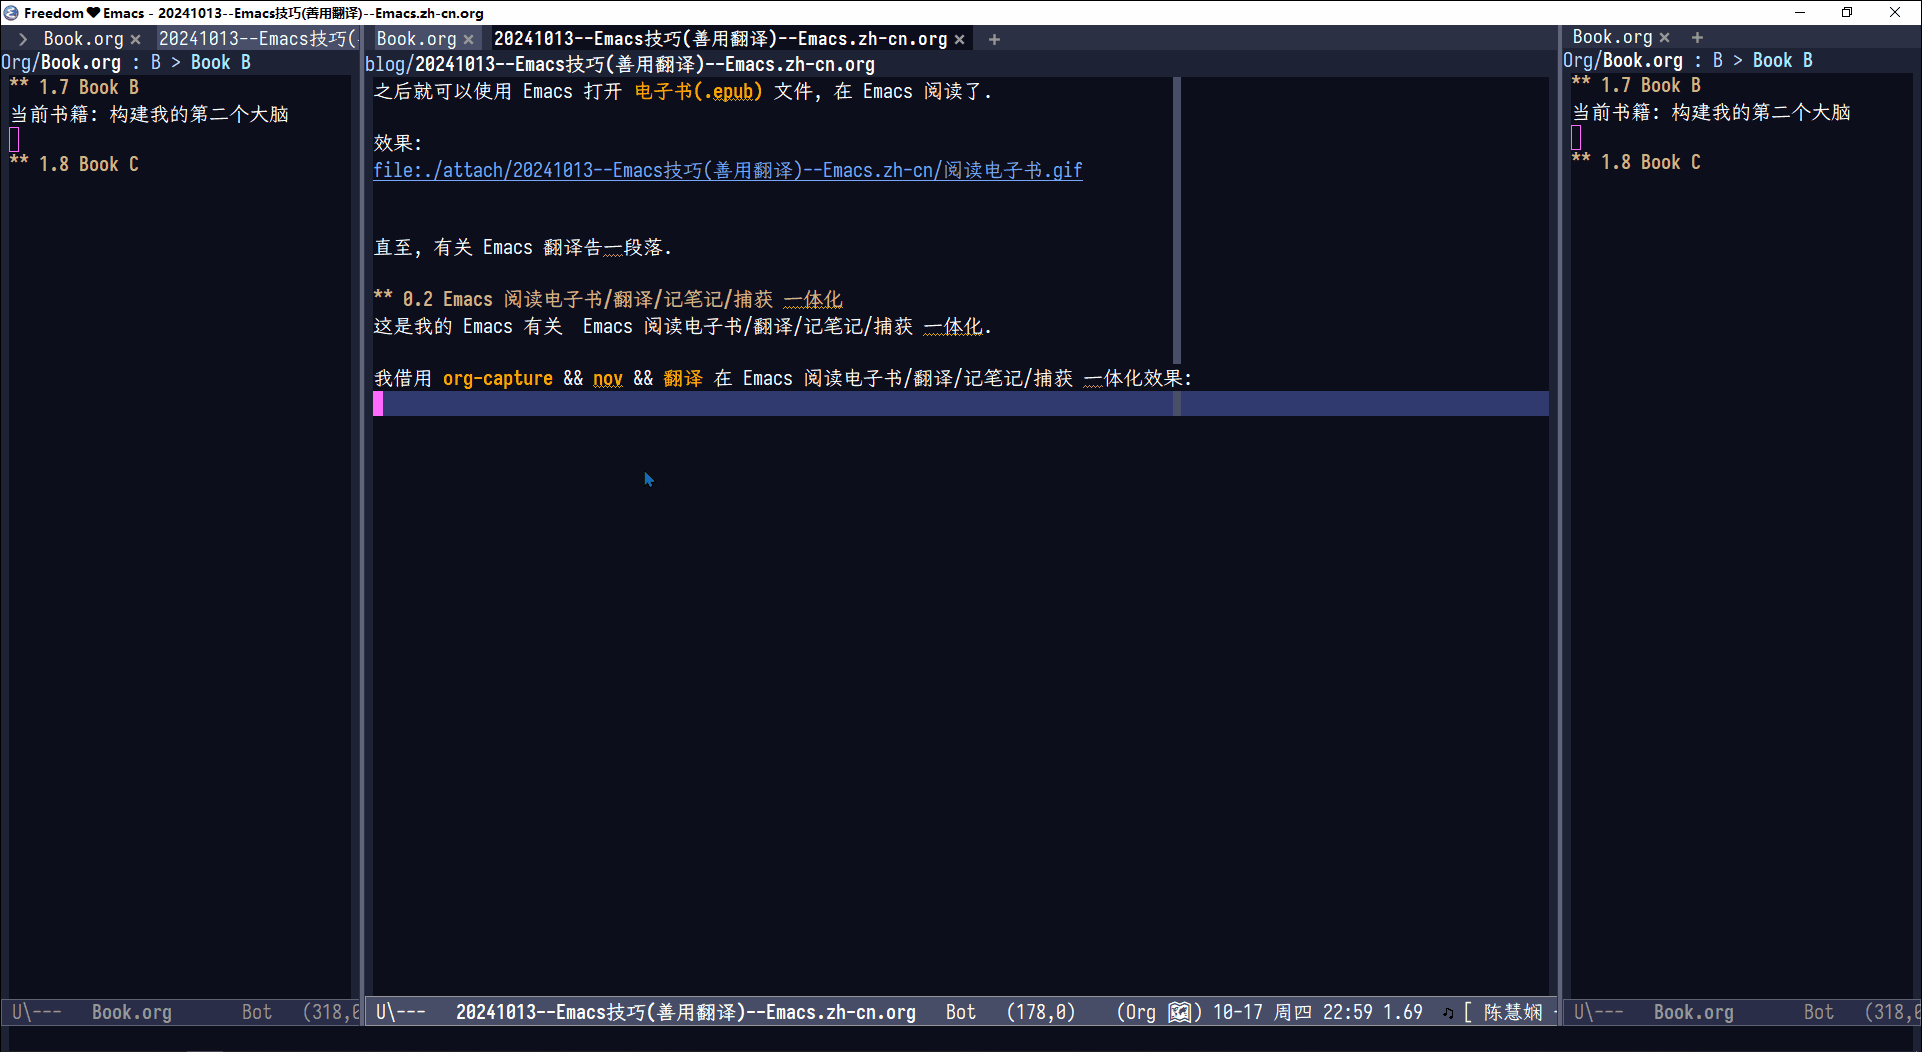 Freedom♥Emacs - 20241013--Emacs技巧(善用翻译)--Emacs.zh-cn.org
Book.org × 20241013--Emacs技巧(
Org/Book.org : B > Book B
** 1.7 Book B
当前书籍: 构建我的第二个大脑
** 1.8 Book C
U\--- Book.org Bot (318,0
Book.org × 20241013--Emacs技巧(善用翻译)--Emacs.zh-cn.org × +
blog/20241013--Emacs技巧(善用翻译)--Emacs.zh-cn.org
之后就可以使用 Emacs 打开 电子书(.epub) 文件, 在 Emacs 阅读了.
效果:
file:./attach/20241013--Emacs技巧(善用翻译)--Emacs.zh-cn/阅读电子书.gif
直至, 有关 Emacs 翻译告一段落.
** 0.2 Emacs 阅读电子书/翻译/记笔记/捕获 一体化
这是我的 Emacs 有关  Emacs 阅读电子书/翻译/记笔记/捕获 一体化.
我借用 org-capture && nov && 翻译 在 Emacs 阅读电子书/翻译/记笔记/捕获 一体化效果:
U\--- 20241013--Emacs技巧(善用翻译)--Emacs.zh-cn.org Bot (178,0) (Org ) 10-17 周四 22:59 1.69 ♫ [ 陈慧娴
Book.org × +
Org/Book.org : B > Book B
** 1.7 Book B
当前书籍: 构建我的第二个大脑
** 1.8 Book C
U\--- Book.org Bot (318,0